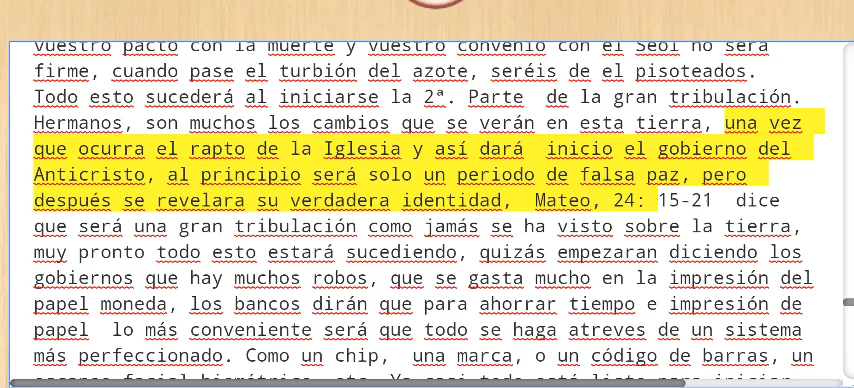 vuestro pacto con la muerte y vuestro convenio con el Seol no será
firme, cuando pase el turbión del azote, seréis de el pisoteados.
Todo esto sucederá al iniciarse la 2ª. Parte de la gran tribulación.
Hermanos, son muchos los cambios que se verán en esta tierra, una vez
que ocurra el rapto de la Iglesia y así dará inicio el gobierno del
Anticristo, al principio será solo un periodo de falsa paz, pero
después se revelara su verdadera identidad, Mateo, 24: 15-21 dice
que será una gran tribulación como jamás se ha visto sobre la tierra,
muy pronto todo esto estará sucediendo, quizás empezaran diciendo los
gobiernos que hay muchos robos, que se gasta mucho en la impresión del
papel moneda, los bancos dirán que para ahorrar tiempo e impresión de
papel lo más conveniente será que todo se haga atreves de un sistema
más perfeccionado. Como un chip, una marca, o un código de barras, un